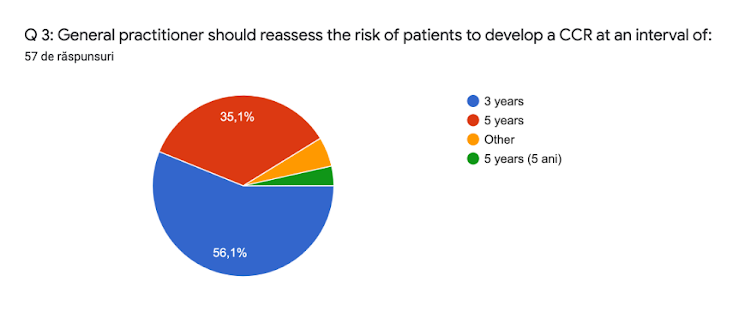 Q 3: General practitioner should reassess the risk of patients to develop a CCR at an interval of:
57 de răspunsuri
35,1%
56,1%
3 years
5 years
Other
5 years (5 ani)